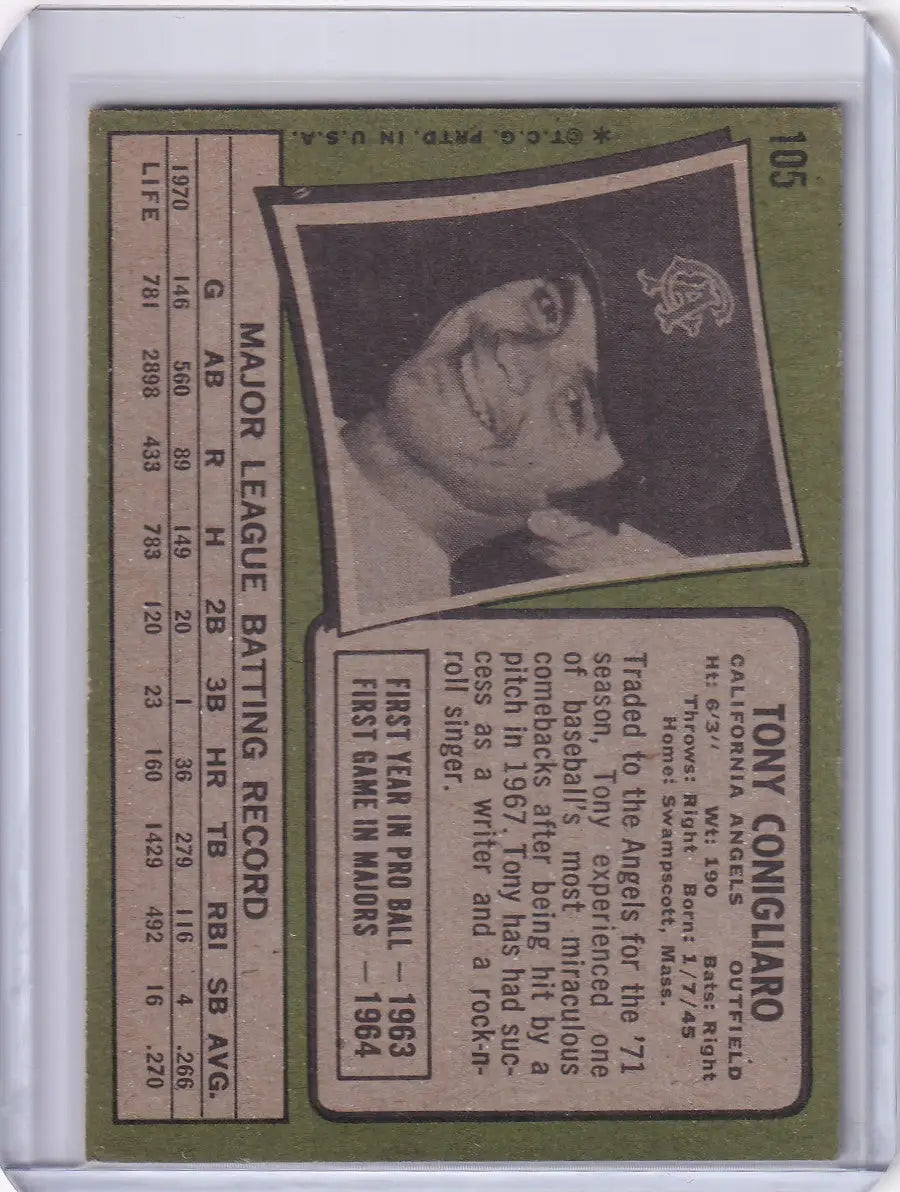 105
TONY CONIGLIARO
CALIFORNIA ANGELS OUTFIELD
Ht: 6'3" Wt: 190 Bats: Right
Throws: Right Born: 1/7/45
Home: Swampscott, Mass.
Traded to the Angels for the '71
season, Tony experienced one
of baseball's most miraculous
comebacks after being hit by a
pitch in 1967. Tony has had suc-
cess as a writer and a rock-n-
roll singer.
FIRST YEAR IN PRO BALL — 1963
FIRST GAME IN MAJORS — 1964
CA
*©T.C.G. PRTD. IN U.S.A.
MAJOR LEAGUE BATTING RECORD
G AB R H 2B 3B HR TB RBI SB AVG.
1970 146 560 89 149 20 1 36 279 116 4 .266
LIFE 781 2898 433 783 120 23 160 1429 492 16 .270